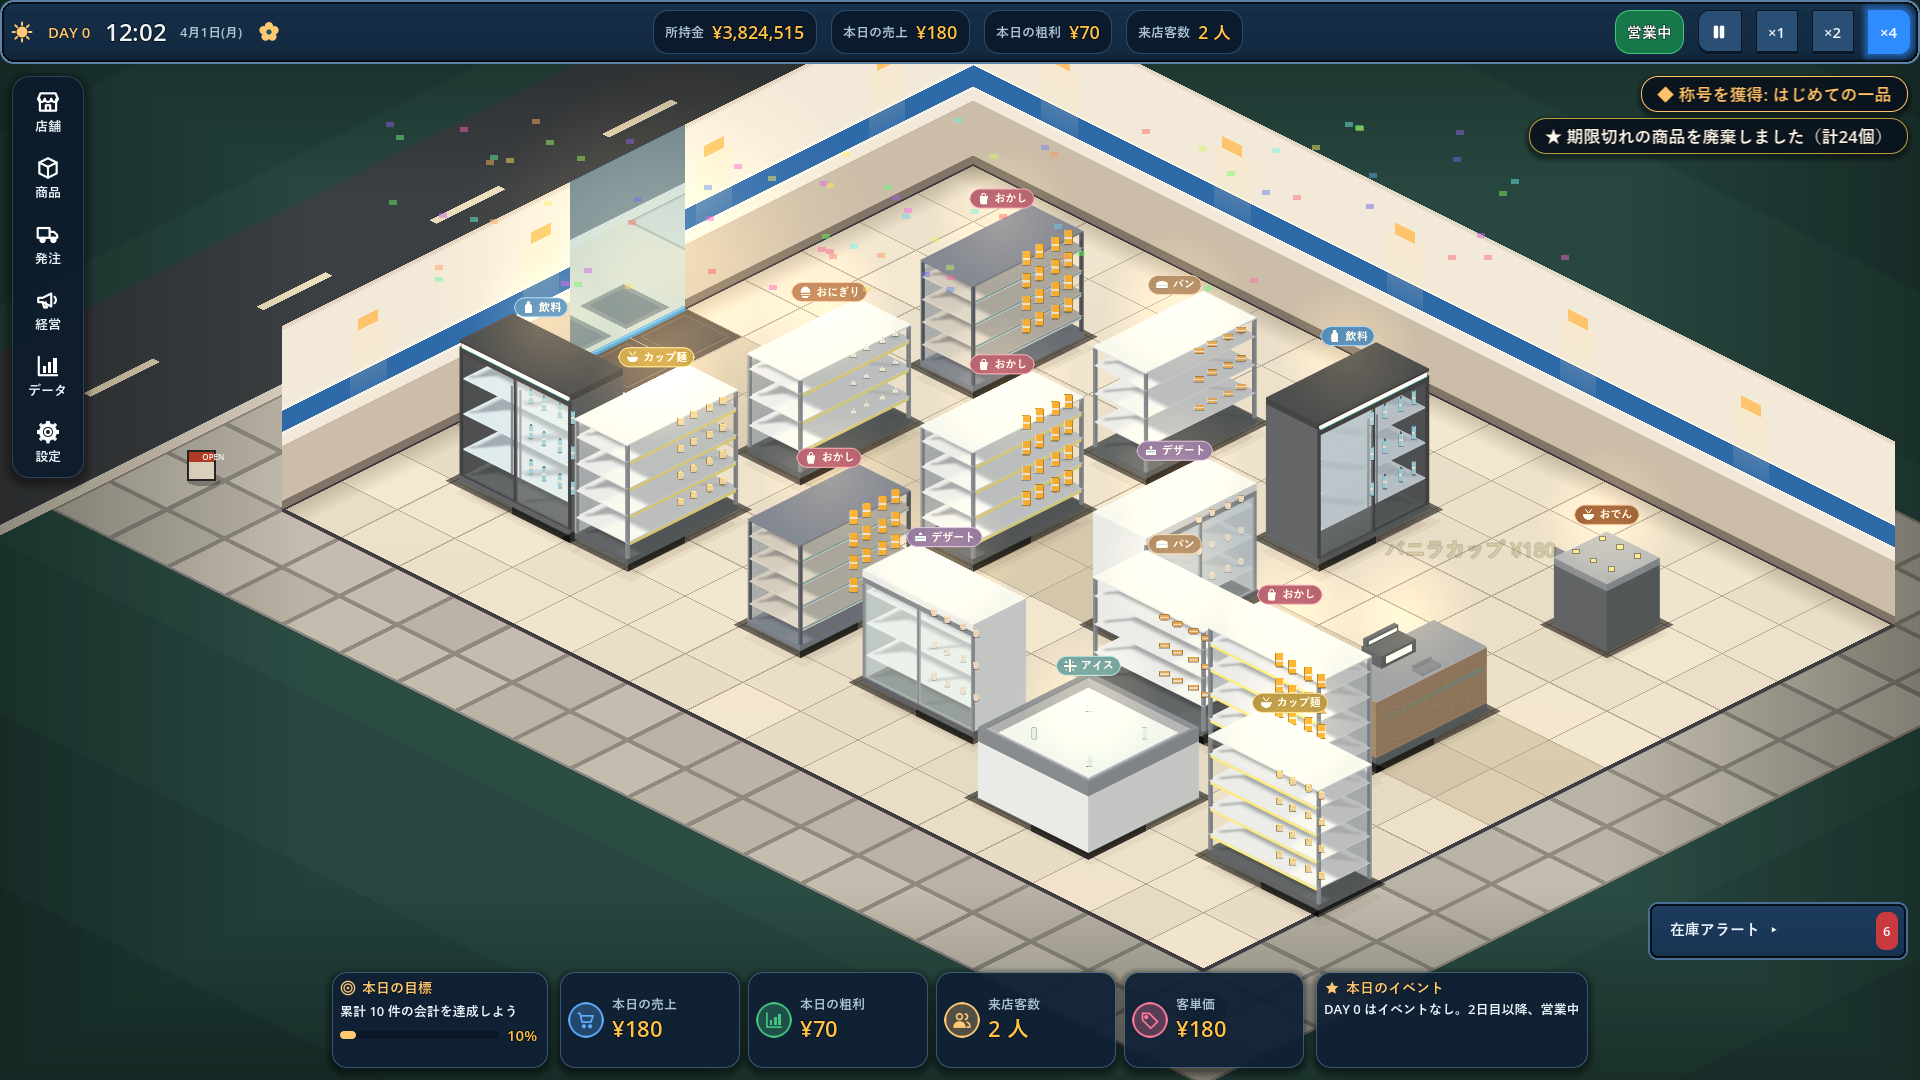 DAY 0 12:02 4月1日(月)
所持金 ¥3,824,515
本日の売上 ¥180
本日の粗利 ¥70
来店客数 2 人
営業中
×1
×2
×4
◆ 称号を獲得: はじめての一品
★ 期限切れの商品を廃棄しました（計24個）
店舗
商品
発注
経営
データ
設定
OPEN
おかし
パン
おにぎり
飲料
飲料
カップ麺
おかし
デザート
おかし
おでん
デザート
パン
バニラカップ ¥180
おかし
アイス
カップ麺
在庫アラート ▸
6
本日の目標
累計 10 件の会計を達成しよう
10%
本日の売上
¥180
本日の粗利
¥70
来店客数
2 人
客単価
¥180
★ 本日のイベント
DAY 0 はイベントなし。2日目以降、営業中